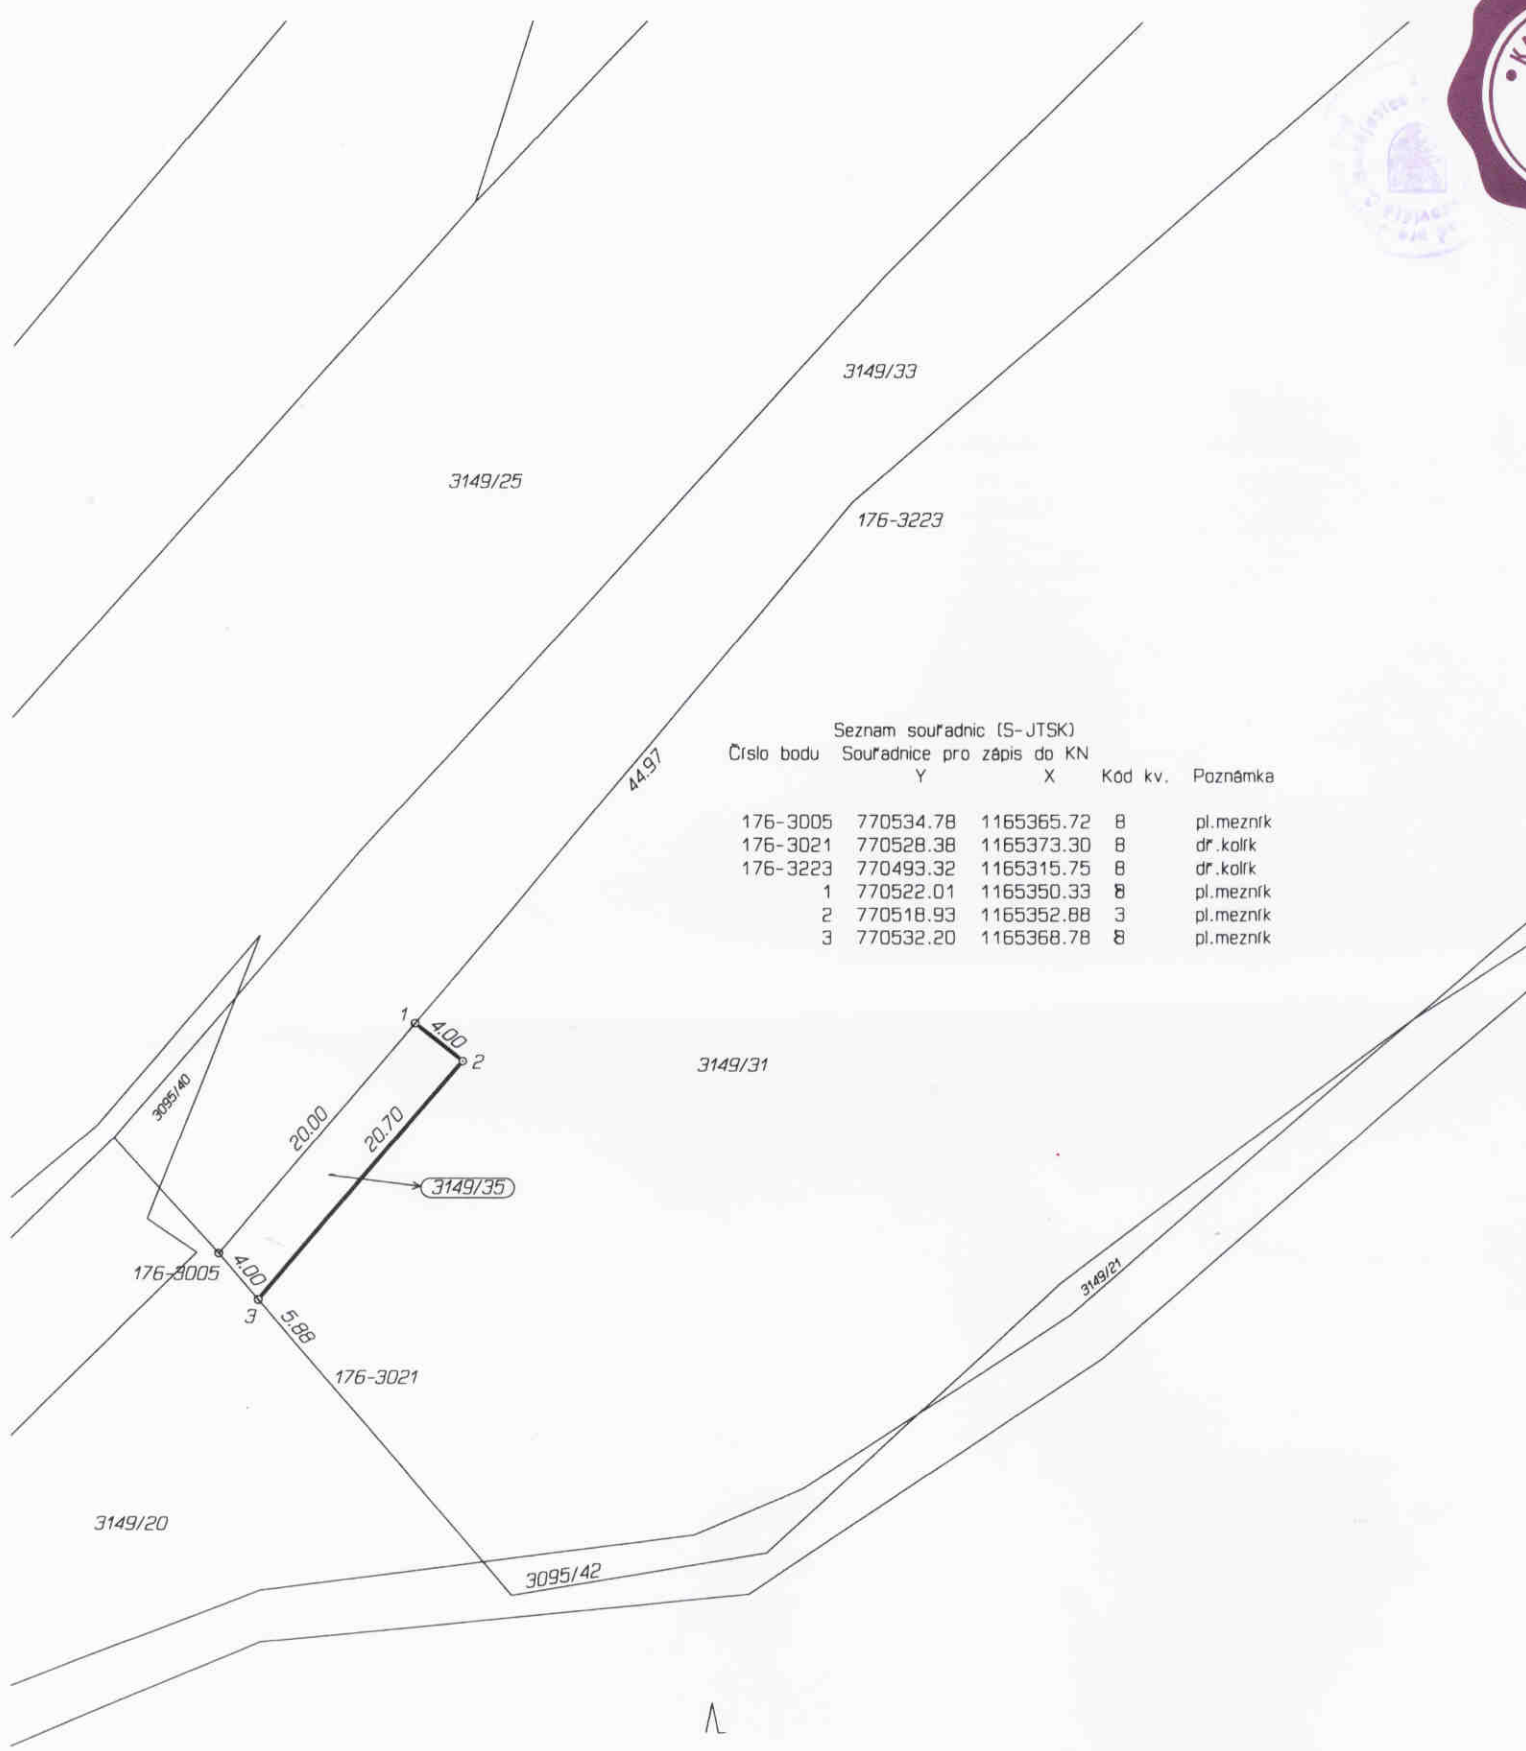 3149/33
3149/25
176-3223
Seznam souřadnic (S-JTSK)
Číslo bodu Souřadnice pro zápis do KN
Y X Kód kv. Poznámka
176-3005 770534.78 1165365.72 8 pl.mezník
176-3021 770528.38 1165373.30 8 dř.kolík
176-3223 770493.32 1165315.75 8 dř.kolík
1 770522.01 1165350.33 8 pl.mezník
2 770518.93 1165352.88 3 pl.mezník
3 770532.20 1165368.78 8 pl.mezník
44.97
1
4.00
2
3149/31
3095/40
20.00
20.70
3149/35
176-3005
4.00
3
5.88
176-3021
3149/21
3149/20
3095/42